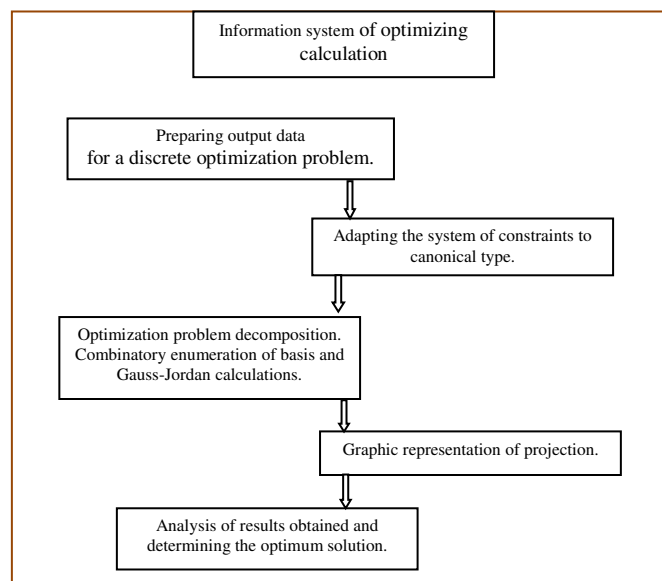 Information system of optimizing
calculation
Preparing output data
for a discrete optimization problem.
Adapting the system of constraints to
canonical type.
Optimization problem decomposition.
Combinatory enumeration of basis and
Gauss-Jordan calculations.
Graphic representation of projection.
Analysis of results obtained and
determining the optimum solution.